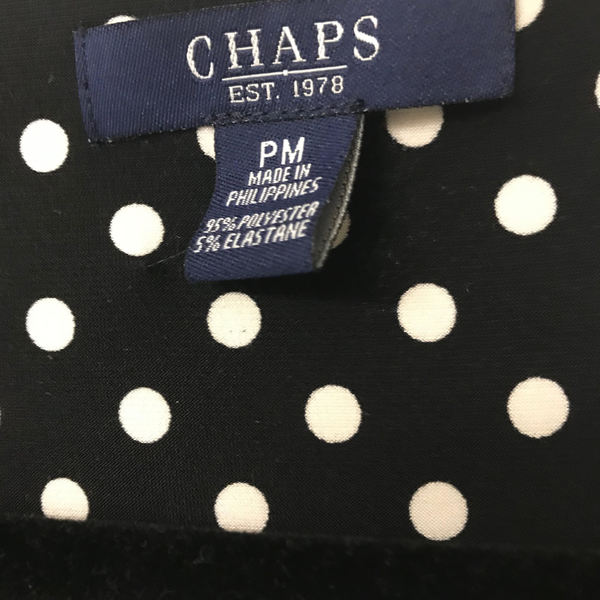 CHAPS
EST. 1978
PM
MADE IN
PHILIPPINES
95% POLYESTER
5% ELASTANE